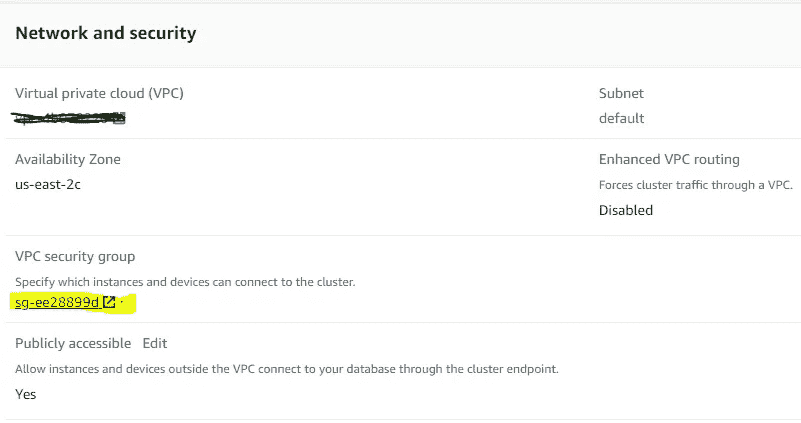 Network and security
Virtual private cloud (VPC)
Subnet
default
Availability Zone
us-east-2c
Enhanced VPC routing
Forces cluster traffic through a VPC.
Disabled
VPC security group
Specify which instances and devices can connect to the cluster.
sg-ee28899d
Publicly accessible Edit
Allow instances and devices outside the VPC connect to your database through the cluster endpoint.
Yes